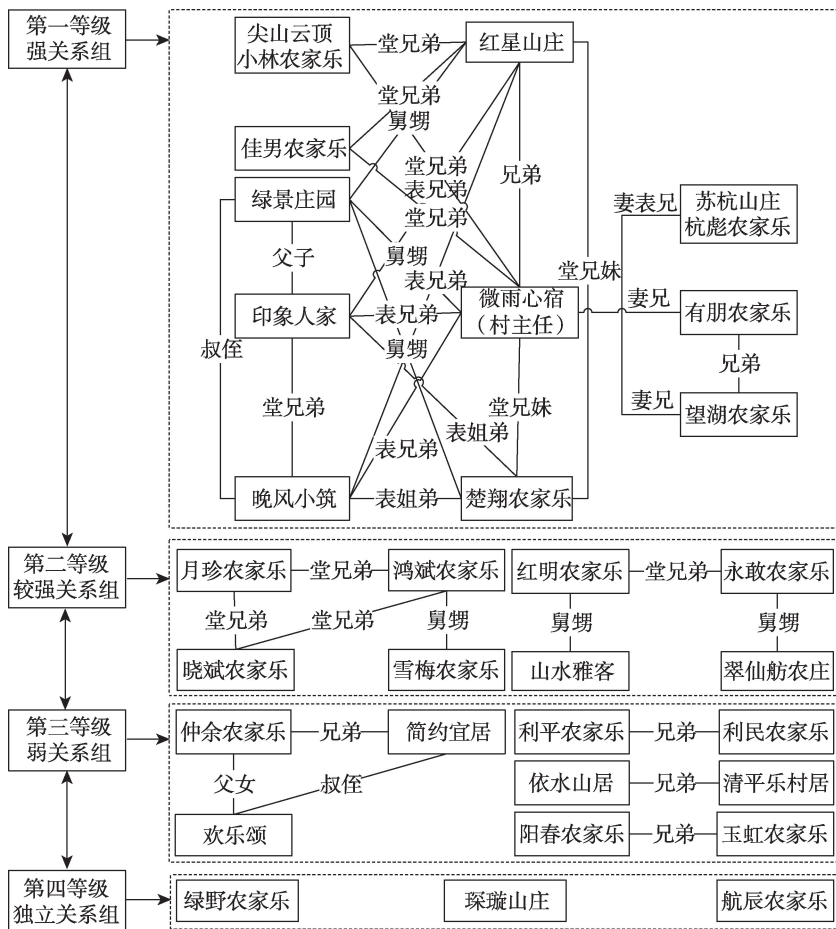 第一等级
强关系组
尖山云顶
小林农家乐
堂兄弟
红星山庄
堂兄弟
舅甥
佳男农家乐
堂兄弟
表兄弟
堂兄弟
兄弟
绿景庄园
妻表兄
苏杭山庄
杭彪农家乐
父子
舅甥
表兄弟
堂兄妹
微雨心宿
（村主任）
妻兄
有朋农家乐
印象人家
表兄弟
舅甥
叔侄
兄弟
堂兄弟
堂兄妹
妻兄
望湖农家乐
表姐弟
表兄弟
晚风小筑
表姐弟
楚翔农家乐
第二等级
较强关系组
月珍农家乐
堂兄弟
鸿斌农家乐
红明农家乐
堂兄弟
永敢农家乐
堂兄弟
堂兄弟
舅甥
舅甥
舅甥
晓斌农家乐
雪梅农家乐
山水雅客
翠仙舫农庄
第三等级
弱关系组
仲余农家乐
兄弟
简约宜居
利平农家乐
兄弟
利民农家乐
父女
叔侄
依水山居
兄弟
清平乐村居
欢乐颂
阳春农家乐
兄弟
玉虹农家乐
第四等级
独立关系组
绿野农家乐
琛璇山庄
航辰农家乐